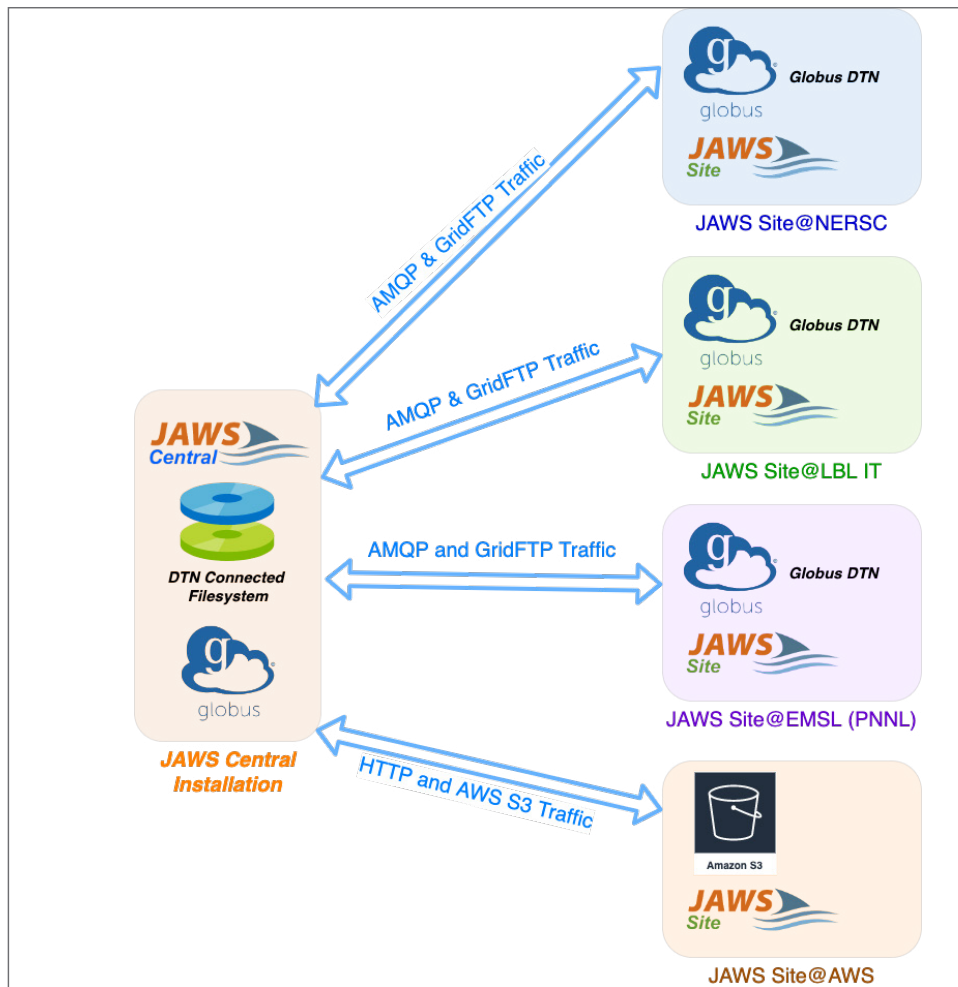 g
globus
Globus DTN
JAWS
Site
JAWS Site@NERSC
AMQP & GridFTP Traffic
g
globus
Globus DTN
JAWS
Site
JAWS Site@LBL IT
AMQP & GridFTP Traffic
JAWS
Central
DTN Connected
Filesystem
g
globus
JAWS Central
Installation
AMQP and GridFTP Traffic
g
globus
Globus DTN
JAWS
Site
JAWS Site@EMSL (PNNL)
HTTP and AWS S3 Traffic
Amazon S3
JAWS
Site
JAWS Site@AWS